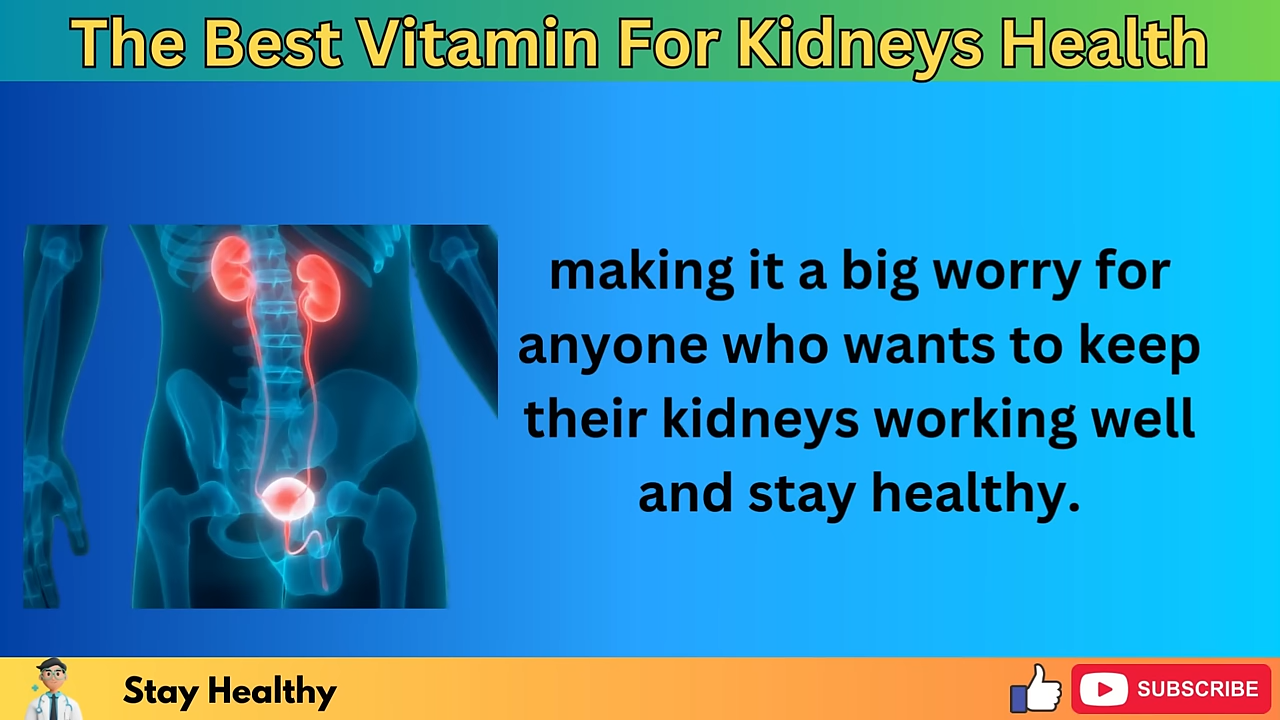 The Best Vitamin For Kidneys Health
making it a big worry for
anyone who wants to keep
their kidneys working well
and stay healthy.
Stay Healthy
SUBSCRIBE